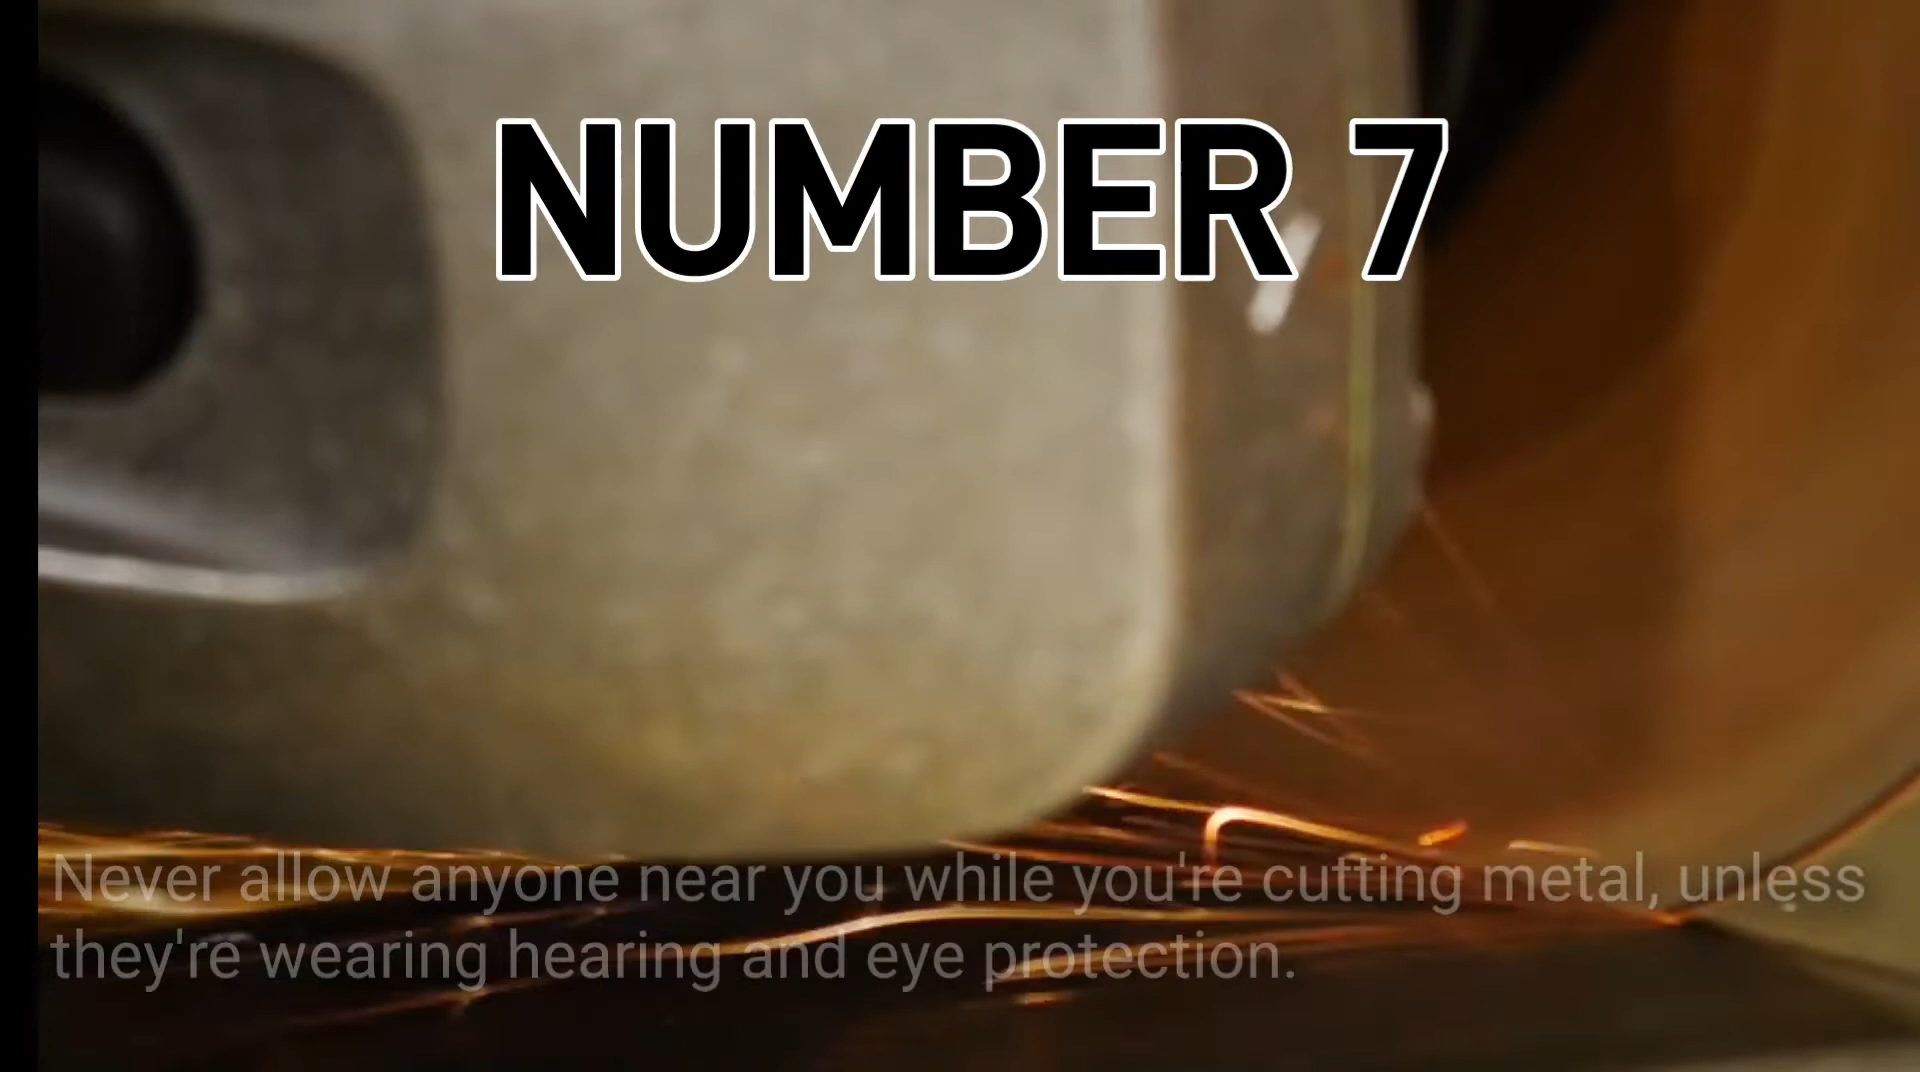 NUMBER 7
Never allow anyone near you while you're cutting metal, unless
they're wearing hearing and eye protection.